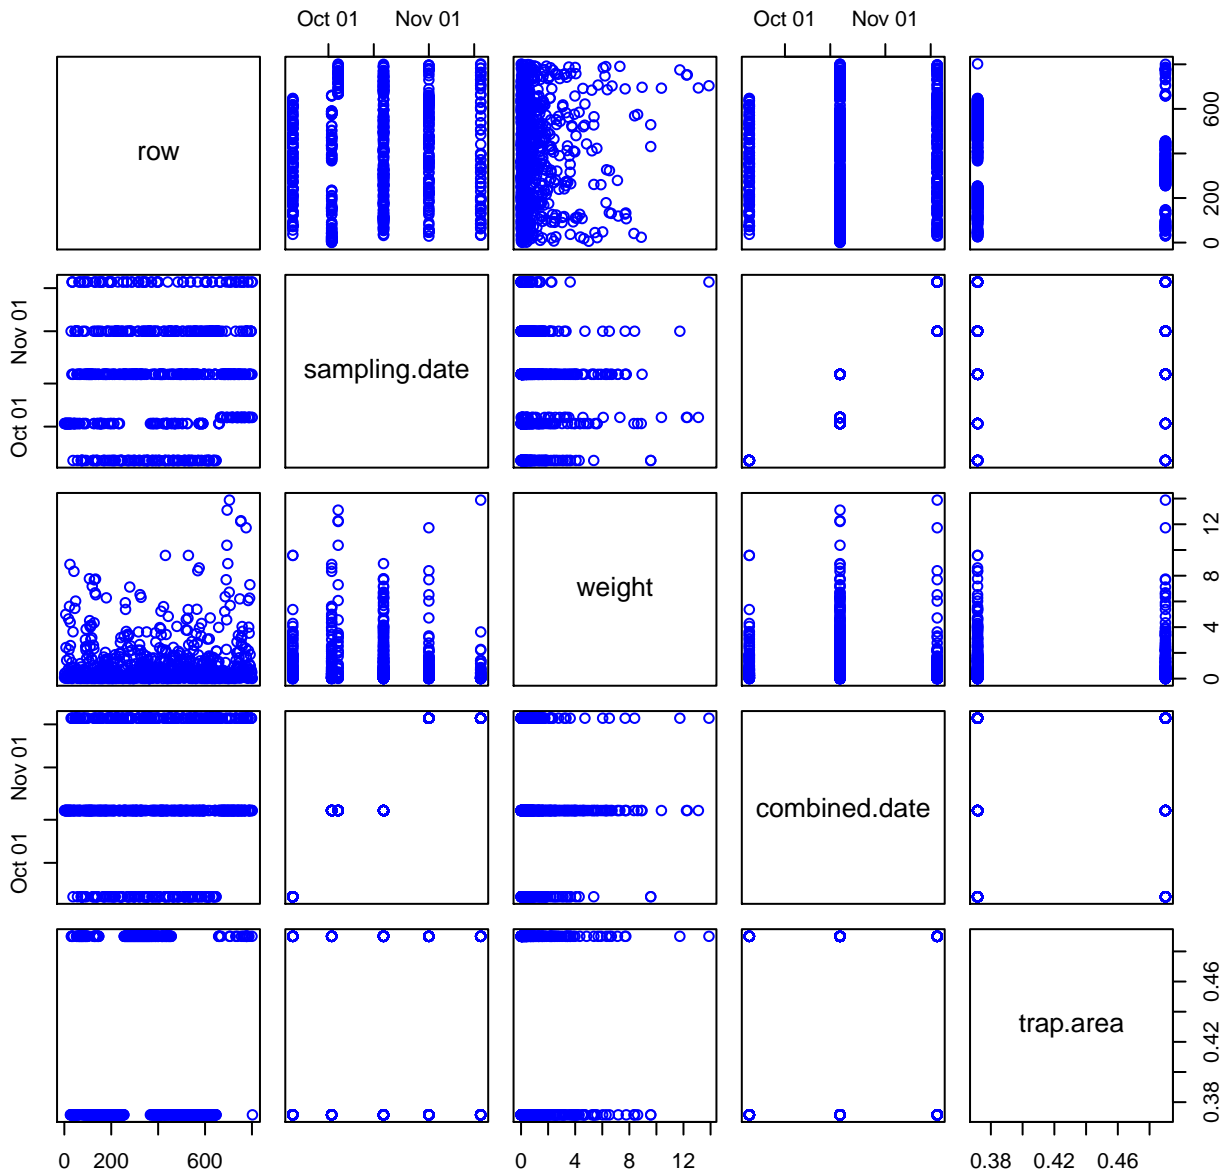 Oct 01 Nov 01 Oct 01 Nov 01
row
0 200 600
sampling.date
Oct 01 Nov 01
weight
0 4 8 12
combined.date
Oct 01 Nov 01
trap.area
0.38 0.42 0.46
0 200 600 0 4 8 12 0.38 0.42 0.46